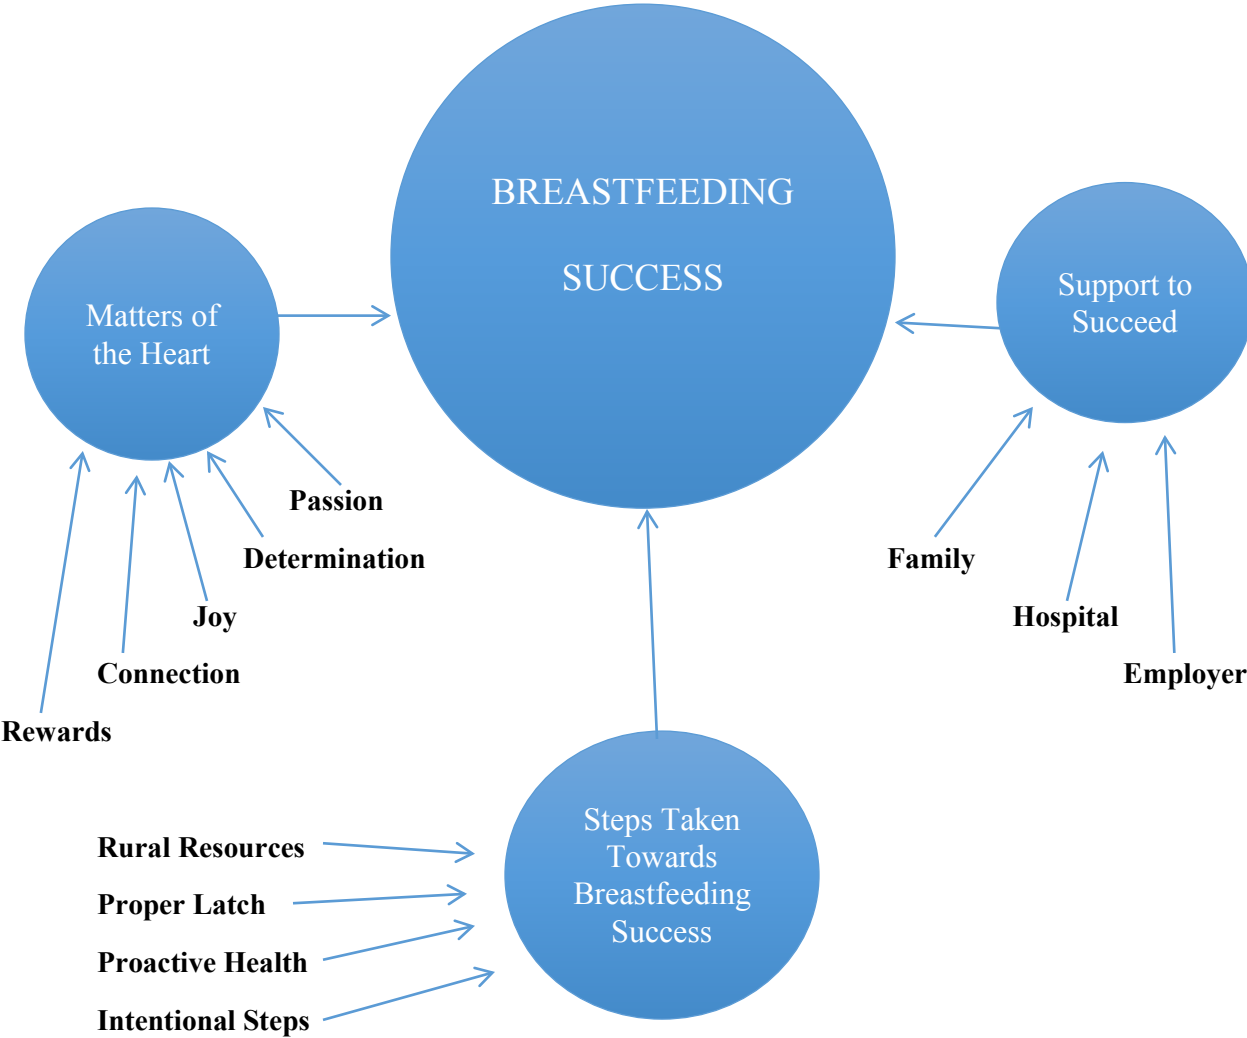 BREASTFEEDING
SUCCESS
Matters of
the Heart
Support to
Succeed
Passion
Determination
Joy
Connection
Rewards
Family
Hospital
Employer
Steps Taken
Towards
Breastfeeding
Success
Rural Resources
Proper Latch
Proactive Health
Intentional Steps